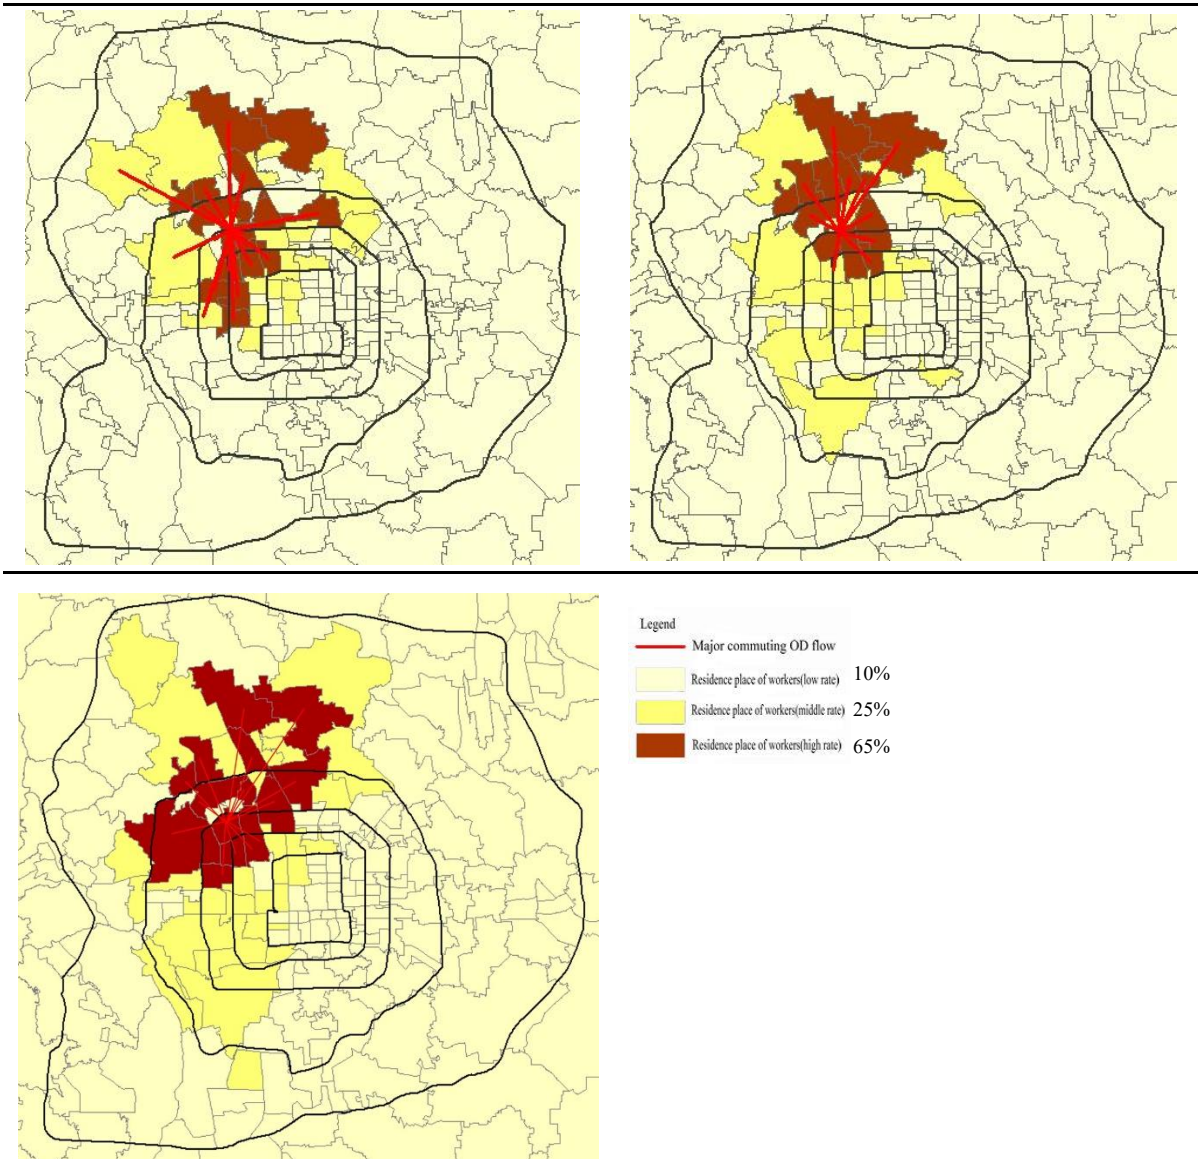 Legend
Major commuting OD flow
Residence place of workers(low rate) 10%
Residence place of workers(middle rate) 25%
Residence place of workers(high rate) 65%